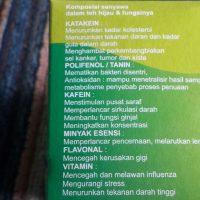 Komposisi senyawa
dalam teh hijau & fungsinya
KATAKEIN :
Menurunkan kadar kolesterol
Menurunkan tekanan daran dan kadar
gula dalam darah
Menghambat perkembangbiakan
sel kanker, tumor dan kista
POLIFENOL / TANIN :
Mematikan bakteri disentri,
Antioksidan : mampu menetralisir hasil samp
metabolisme penyebab proses penuaan
KAFEIN :
Menstimulan pusat saraf
Memperlancar sirkulasi darah
Membantu fungsi ginjal
Meningkatkan konsentrasi
MINYAK ESENSI :
Memperlancar pencernaan, melarutkan le
FLAVONAL :
Mencegah kerusakan gigi
VITAMIN :
Mencegah dan melawan influenza
Mengurangi stress
Menurunkan tekanan darah tinggi